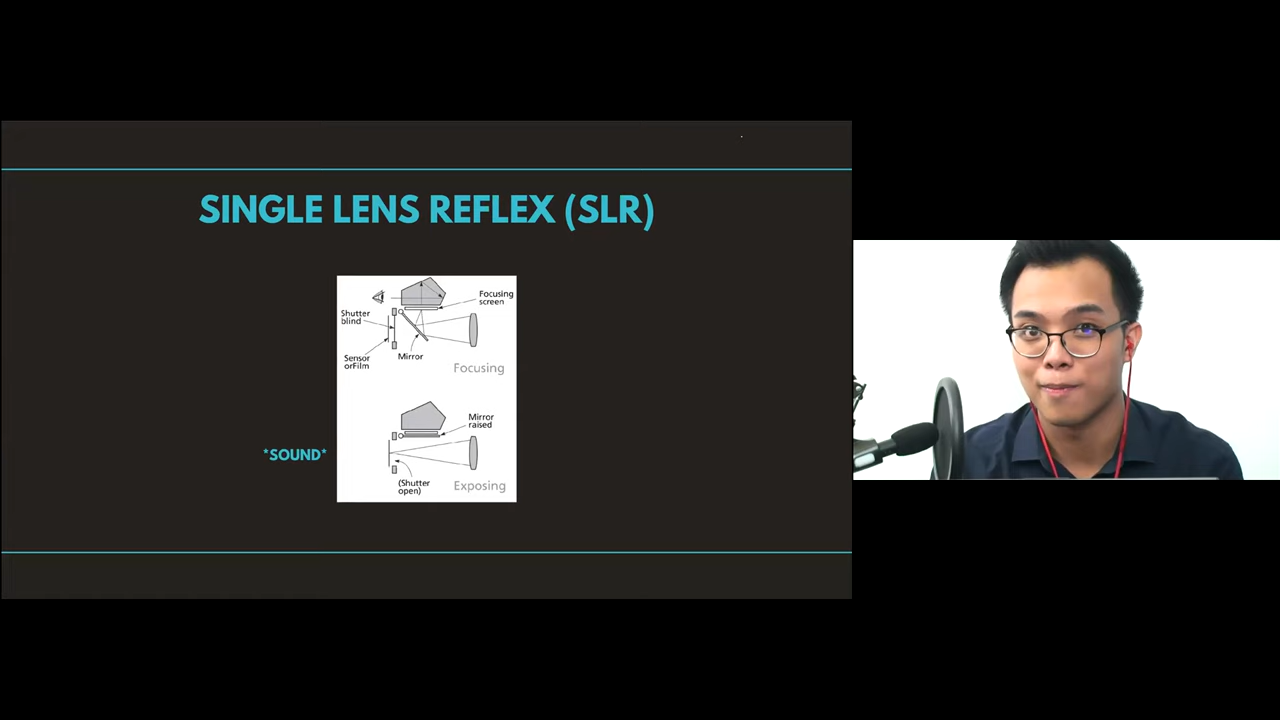 SINGLE LENS REFLEX (SLR)
Focusing
screen
Shutter
blind
Sensor
orFilm
Mirror
Focusing
Mirror
raised
*SOUND*
(Shutter
open)
Exposing